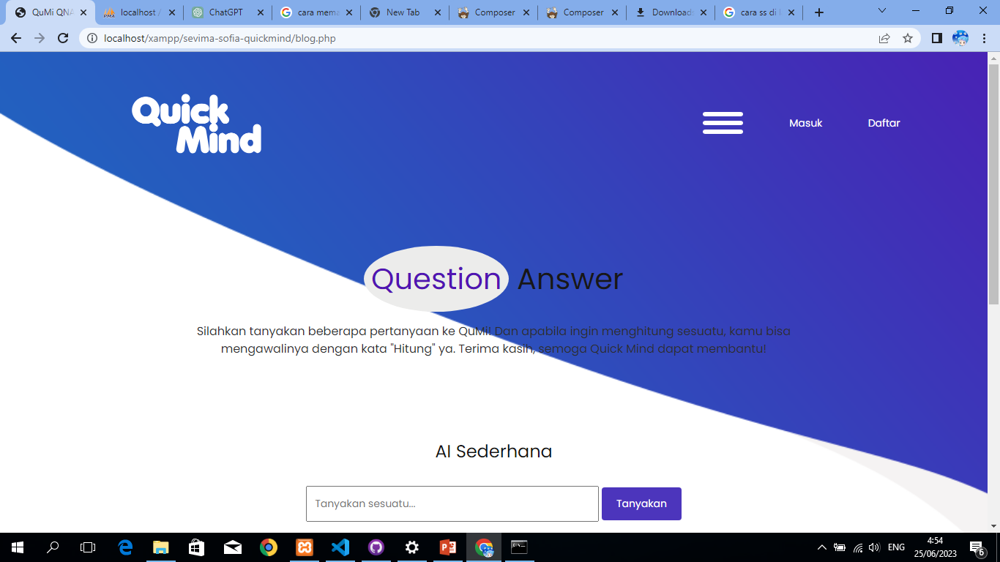 QuMi QNA
localhost /
ChatGPT
cara mema
New Tab
Composer
Composer
Downloads
cara ss di
localhost/xampp/sevima-sofia-quickmind/blog.php
Quick
Mind
Masuk
Daftar
Question Answer
Silahkan tanyakan beberapa pertanyaan ke QuMi! Dan apabila ingin menghitung sesuatu, kamu bisa
mengawalinya dengan kata "Hitung" ya. Terima kasih, semoga Quick Mind dapat membantu!
AI Sederhana
Tanyakan sesuatu...
Tanyakan
ENG
4:54
25/06/2023
6